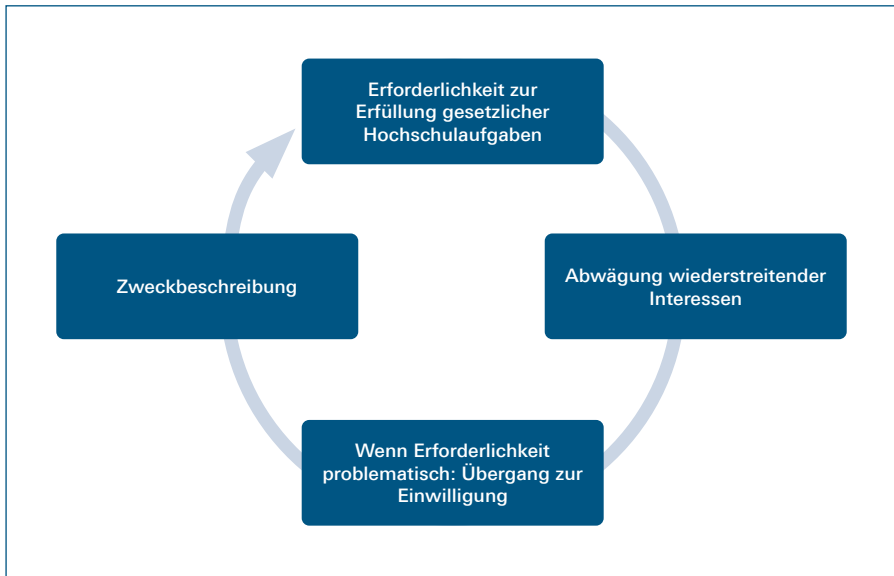 Erforderlichkeit zur
Erfüllung gesetzlicher
Hochschulaufgaben
Zweckbeschreibung
Abwägung wiederstreitender
Interessen
Wenn Erforderlichkeit
problematisch: Übergang zur
Einwilligung